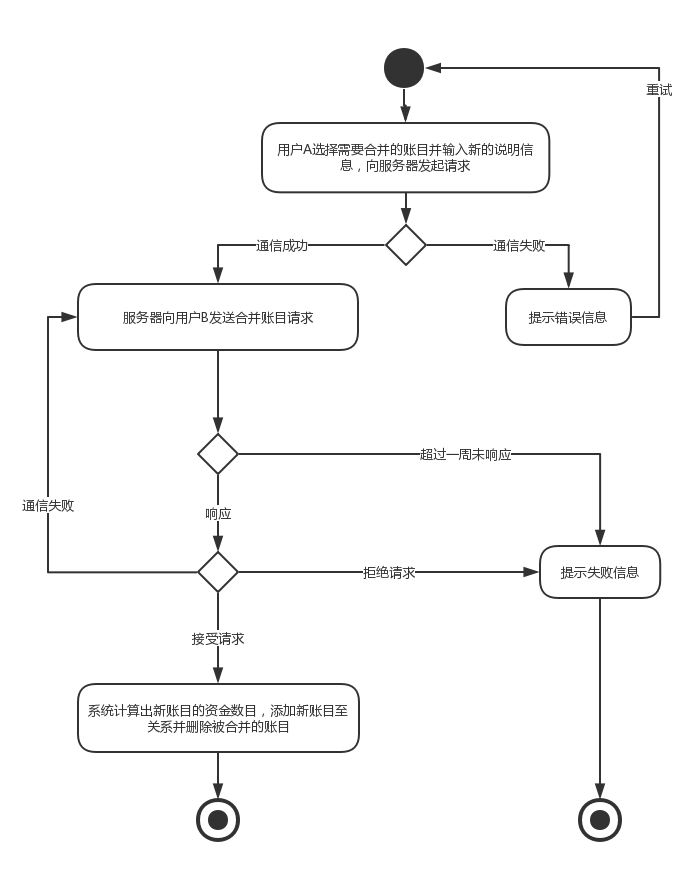 重试
用户A选择需要合并的账目并输入新的说明信
息，向服务器发起请求
通信成功
通信失败
服务器向用户B发送合并账目请求
提示错误信息
超过一周未响应
通信失败
响应
拒绝请求
提示失败信息
接受请求
系统计算出新账目的资金数目，添加新账目至
关系并删除被合并的账目